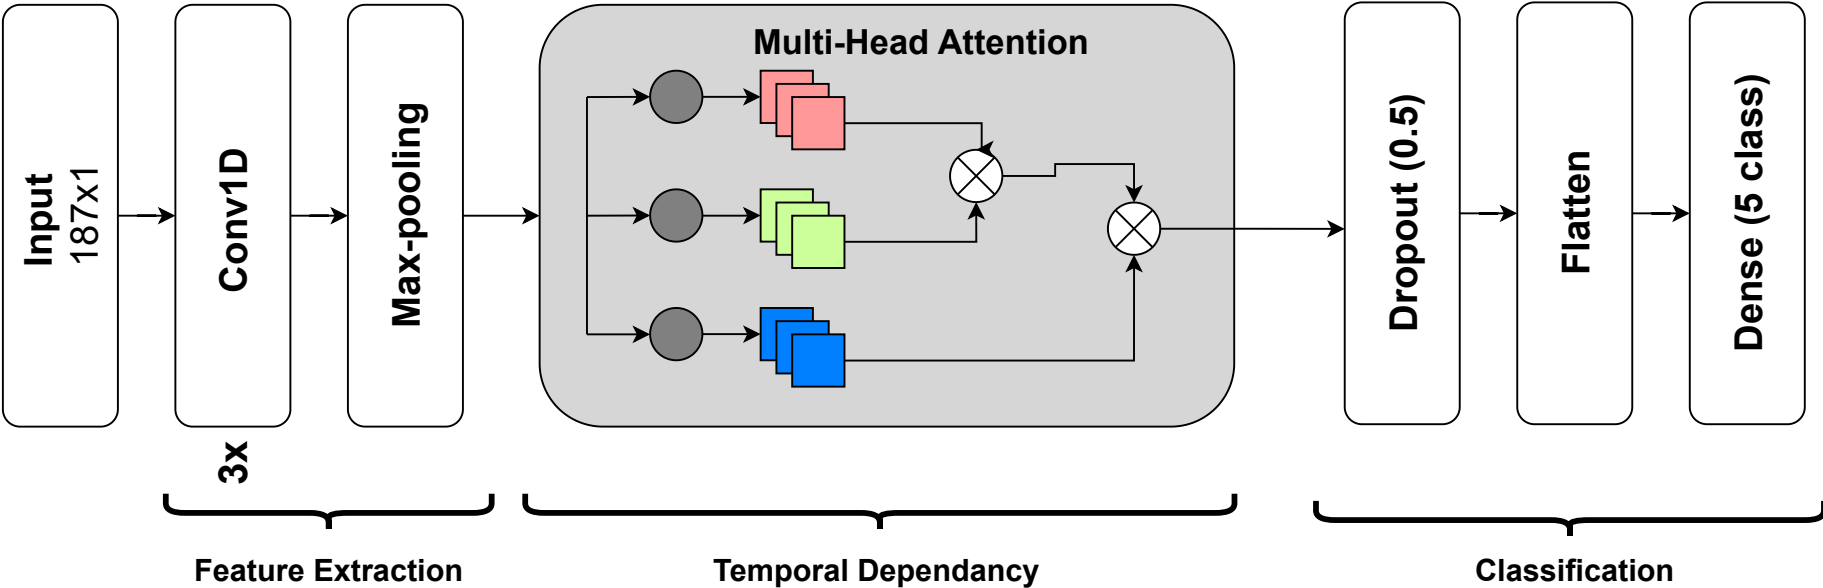 Input
187x1
Conv1D
3x
Max-pooling
Multi-Head Attention
Dropout (0.5)
Flatten
Dense (5 class)
Feature Extraction
Temporal Dependancy
Classification